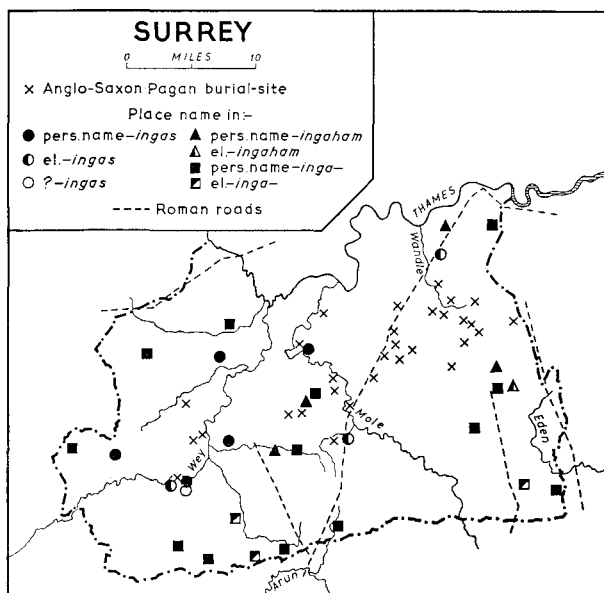 SURREY
0 MILES 10
× Anglo-Saxon Pagan burial-site
Place name in:-
● pers.name-ingas
▲ pers.name-ingaham
◐ el.-ingas
◭ el.-ingaham
○ ?-ingas
■ pers.name-inga-
◪ el.-inga-
---- Roman roads
THAMES
Wandle
Mole
Eden
Wey
Arun